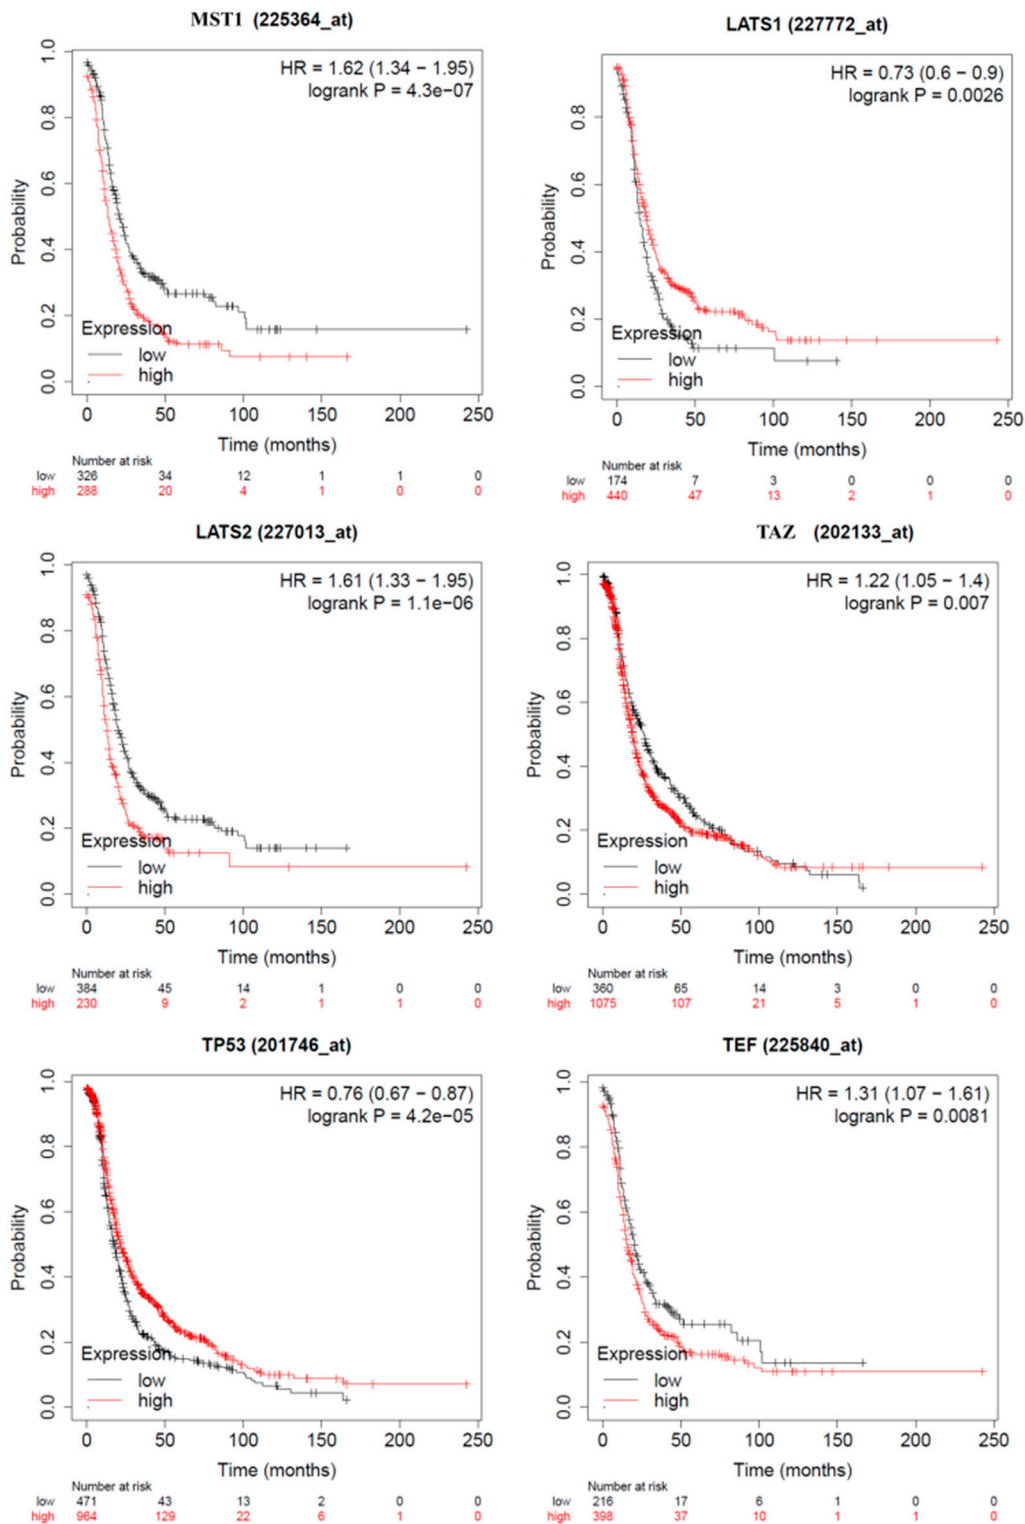 MST1 (225364_at)
HR = 1.62 (1.34 − 1.95)
logrank P = 4.3e−07
Probability
1.0
0.8
0.6
0.4
0.2
0.0
Expression
low
high
0 50 100 150 200 250
Time (months)
Number at risk
low 326 34 12 1 1 0
high 288 20 4 1 0 0
LATS1 (227772_at)
HR = 0.73 (0.6 − 0.9)
logrank P = 0.0026
Probability
0.8
0.6
0.4
0.2
0.0
Expression
low
high
0 50 100 150 200 250
Time (months)
Number at risk
low 174 7 3 0 0 0
high 440 47 13 2 1 0
LATS2 (227013_at)
HR = 1.61 (1.33 − 1.95)
logrank P = 1.1e−06
Probability
1.0
0.8
0.6
0.4
0.2
0.0
Expression
low
high
0 50 100 150 200 250
Time (months)
Number at risk
low 384 45 14 1 0 0
high 230 9 2 1 1 0
TAZ (202133_at)
HR = 1.22 (1.05 − 1.4)
logrank P = 0.007
Probability
1.0
0.8
0.6
0.4
0.2
0.0
Expression
low
high
0 50 100 150 200 250
Time (months)
Number at risk
low 360 65 14 3 0 0
high 1075 107 21 5 1 0
TP53 (201746_at)
HR = 0.76 (0.67 − 0.87)
logrank P = 4.2e−05
Probability
1.0
0.8
0.6
0.4
0.2
0.0
Expression
low
high
0 50 100 150 200 250
Time (months)
Number at risk
low 471 43 13 2 0 0
high 964 129 22 6 1 0
TEF (225840_at)
HR = 1.31 (1.07 − 1.61)
logrank P = 0.0081
Probability
1.0
0.8
0.6
0.4
0.2
0.0
Expression
low
high
0 50 100 150 200 250
Time (months)
Number at risk
low 216 17 6 1 0 0
high 398 37 10 1 1 0